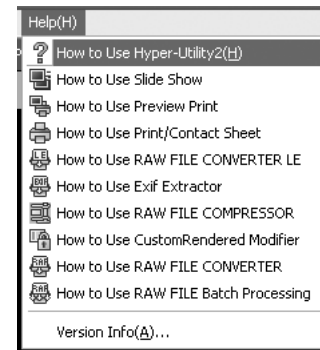 Help(H)
How to Use Hyper-Utility2(H)
How to Use Slide Show
How to Use Preview Print
How to Use Print/Contact Sheet
How to Use RAW FILE CONVERTER LE
How to Use Exif Extractor
How to Use RAW FILE COMPRESSOR
How to Use CustomRendered Modifier
How to Use RAW FILE CONVERTER
How to Use RAW FILE Batch Processing
Version Info(A)...